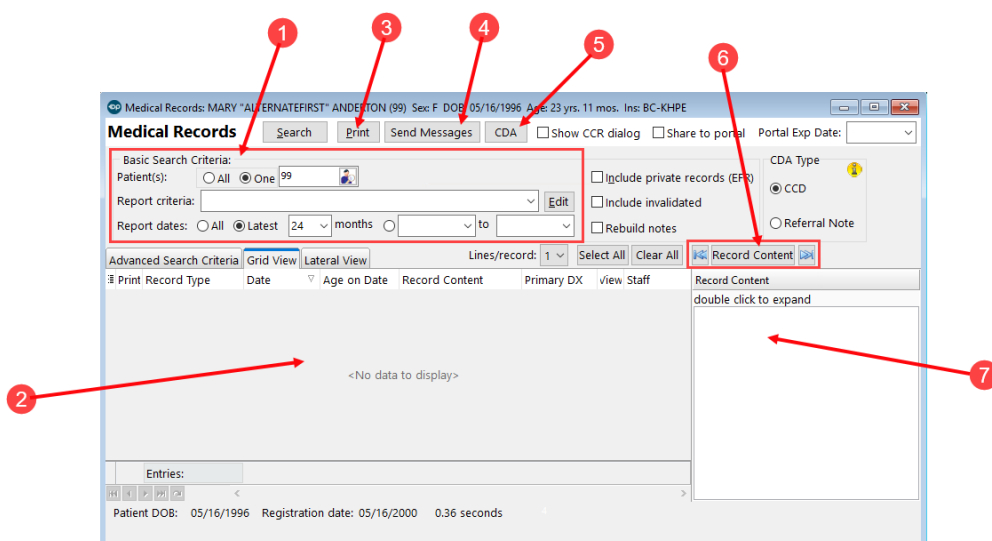 1
3
4
5
6
Medical Records: MARY "ALTERNATEFIRST" ANDERTON (99) Sex: F DOB: 05/16/1996 Age: 23 yrs. 11 mos. Ins: BC-KHPE
Medical Records Search Print Send Messages CDA Show CCR dialog Share to portal Portal Exp Date:
Basic Search Criteria: CDA Type
Patient(s): All One 99 Include private records (EFR) CCD
Report criteria: Edit Include invalidated
Report dates: All Latest 24 months to Rebuild notes Referral Note
Advanced Search Criteria Grid View Lateral View Lines/record: 1 Select All Clear All Record Content
Print Record Type Date Age on Date Record Content Primary DX View Staff Record Content
double click to expand
<No data to display>
2
7
Entries:
Patient DOB: 05/16/1996 Registration date: 05/16/2000 0.36 seconds